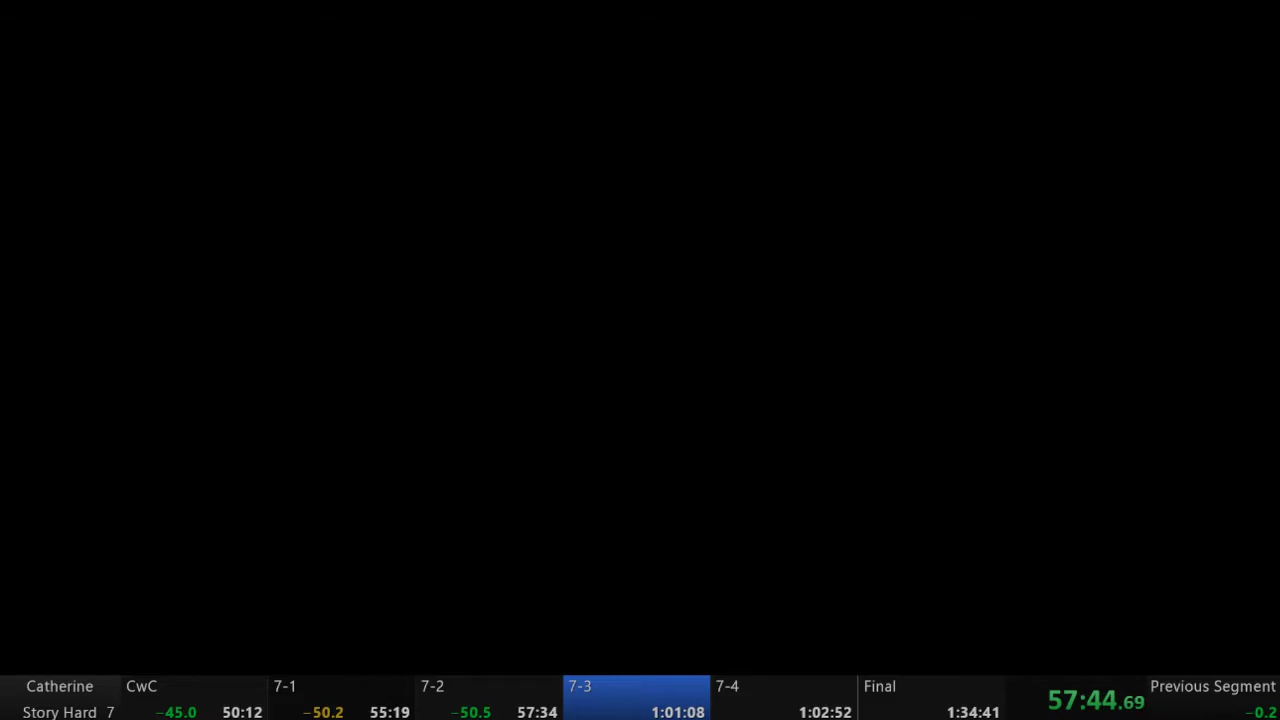 Catherine CwC 7-1 7-2 7-3 7-4 Final 57:44.69 Previous Segment
Story Hard 7 −45.0 50:12 −50.2 55:19 −50.5 57:34 1:01:08 1:02:52 1:34:41 −0.2